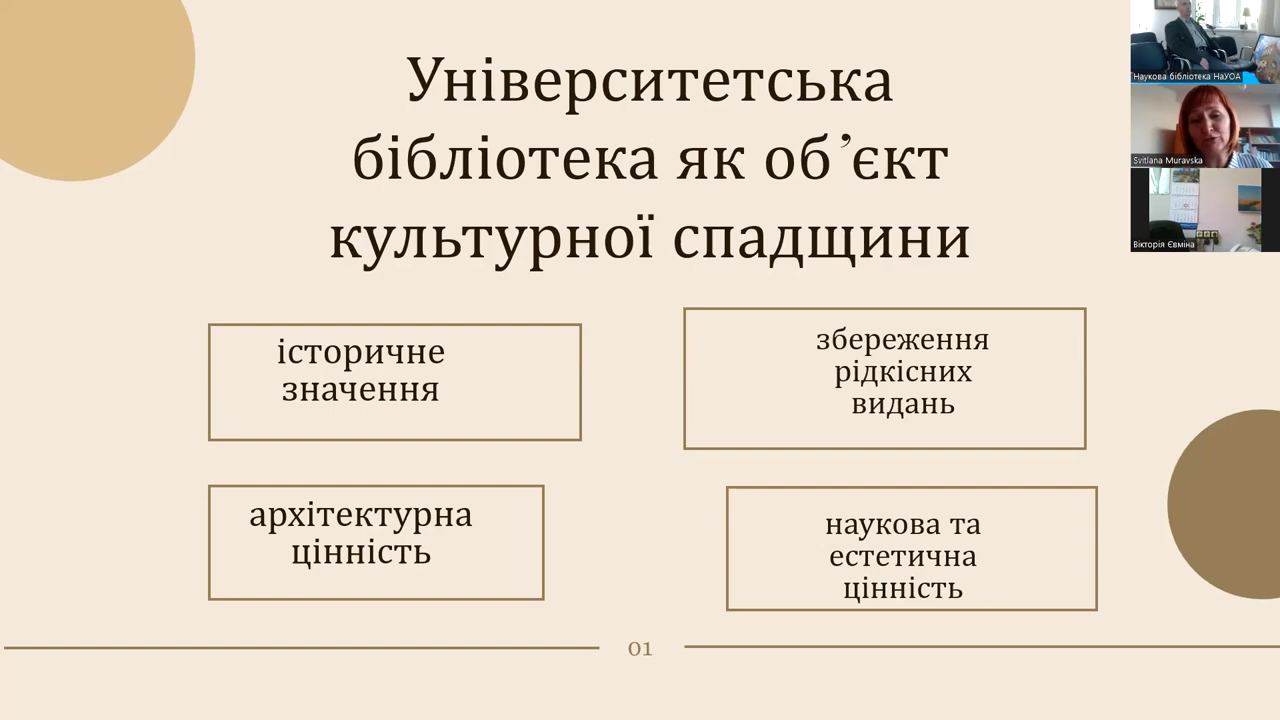 Університетська
бібліотека як об’єкт
культурної спадщини
історичне
значення
збереження
рідкісних
видань
архітектурна
цінність
наукова та
естетична
цінність
01
Наукова бібліотека НаУОА
Svitlana Muravska
Вікторія Євміна